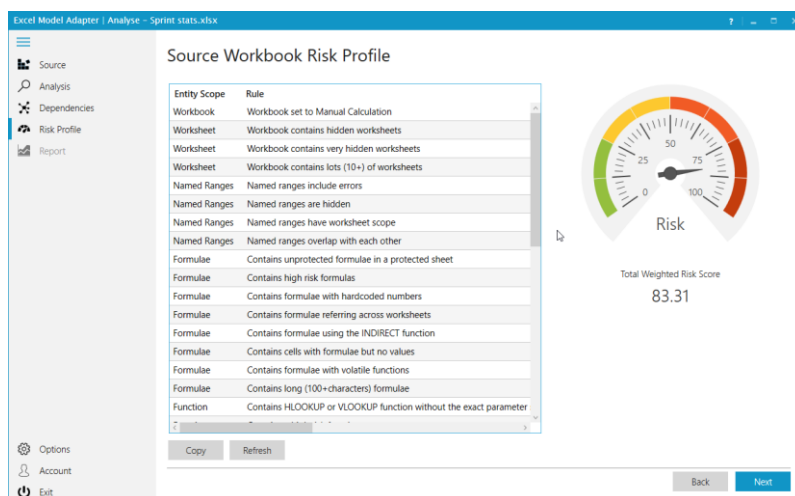 Excel Model Adapter | Analyse - Sprint stats.xlsx
?
Source
Analysis
Dependencies
Risk Profile
Report
Options
Account
Exit
Source Workbook Risk Profile
Entity Scope Rule
Workbook Workbook set to Manual Calculation
Worksheet Workbook contains hidden worksheets
Worksheet Workbook contains very hidden worksheets
Worksheet Workbook contains lots (10+) of worksheets
Named Ranges Named ranges include errors
Named Ranges Named ranges are hidden
Named Ranges Named ranges have worksheet scope
Named Ranges Named ranges overlap with each other
Formulae Contains unprotected formulae in a protected sheet
Formulae Contains high risk formulas
Formulae Contains formulae with hardcoded numbers
Formulae Contains formulae referring across worksheets
Formulae Contains formulae using the INDIRECT function
Formulae Contains cells with formulae but no values
Formulae Contains formulae with volatile functions
Formulae Contains long (100+characters) formulae
Function Contains HLOOKUP or VLOOKUP function without the exact parameter
Copy Refresh
0 25 50 75 100
Risk
Total Weighted Risk Score
83.31
Back Next